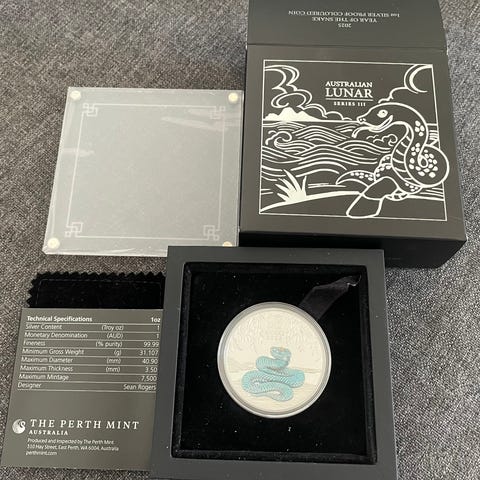 2025
YEAR OF THE SNAKE
1oz SILVER PROOF COLOURED COIN
AUSTRALIAN
LUNAR
SERIES III
Technical Specifications 1oz
Silver Content (Troy oz) 1
Monetary Denomination (AUD) 1
Fineness (% purity) 99.99
Minimum Gross Weight (g) 31.107
Maximum Diameter (mm) 40.90
Maximum Thickness (mm) 3.50
Maximum Mintage 7,500
Designer Sean Rogers
THE PERTH MINT
AUSTRALIA
Produced and Inspected by The Perth Mint
310 Hay Street, East Perth, WA 6004, Australia
perthmint.com